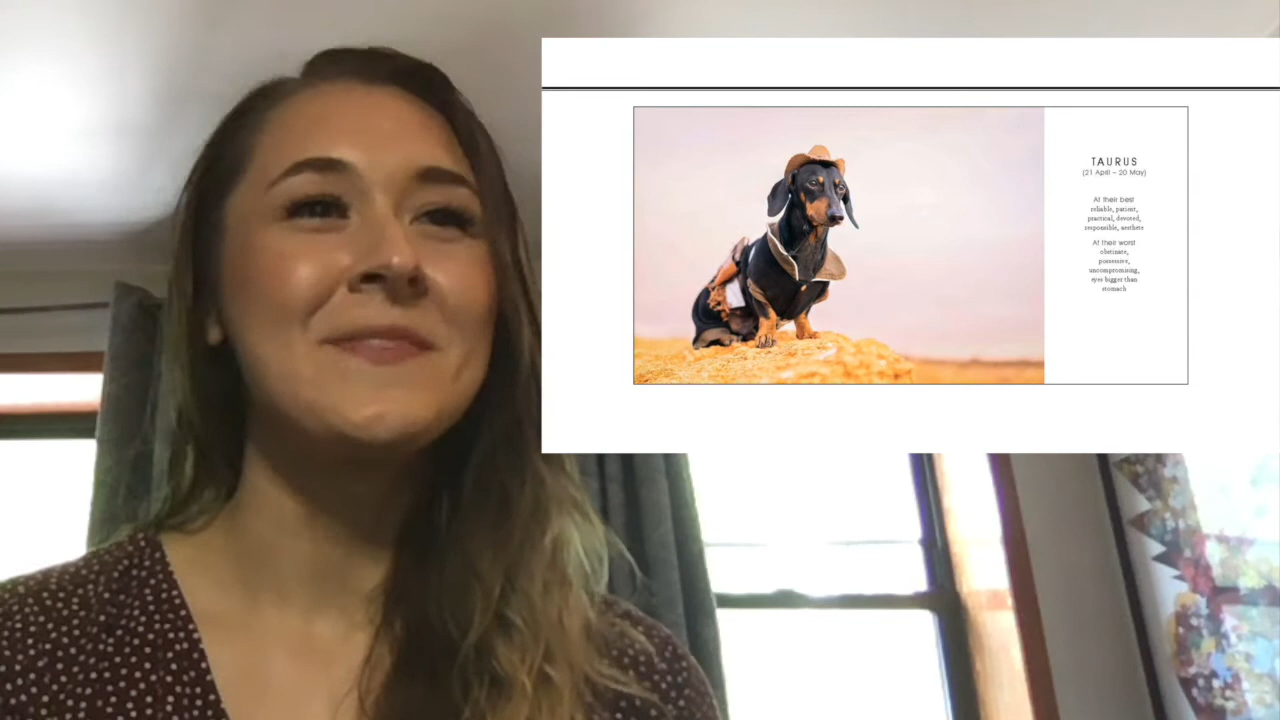 TAURUS
(21 April – 20 May)
At their best
reliable, patient,
practical, devoted,
responsible, aesthete
At their worst
obstinate,
possessive,
uncompromising,
eyes bigger than
stomach